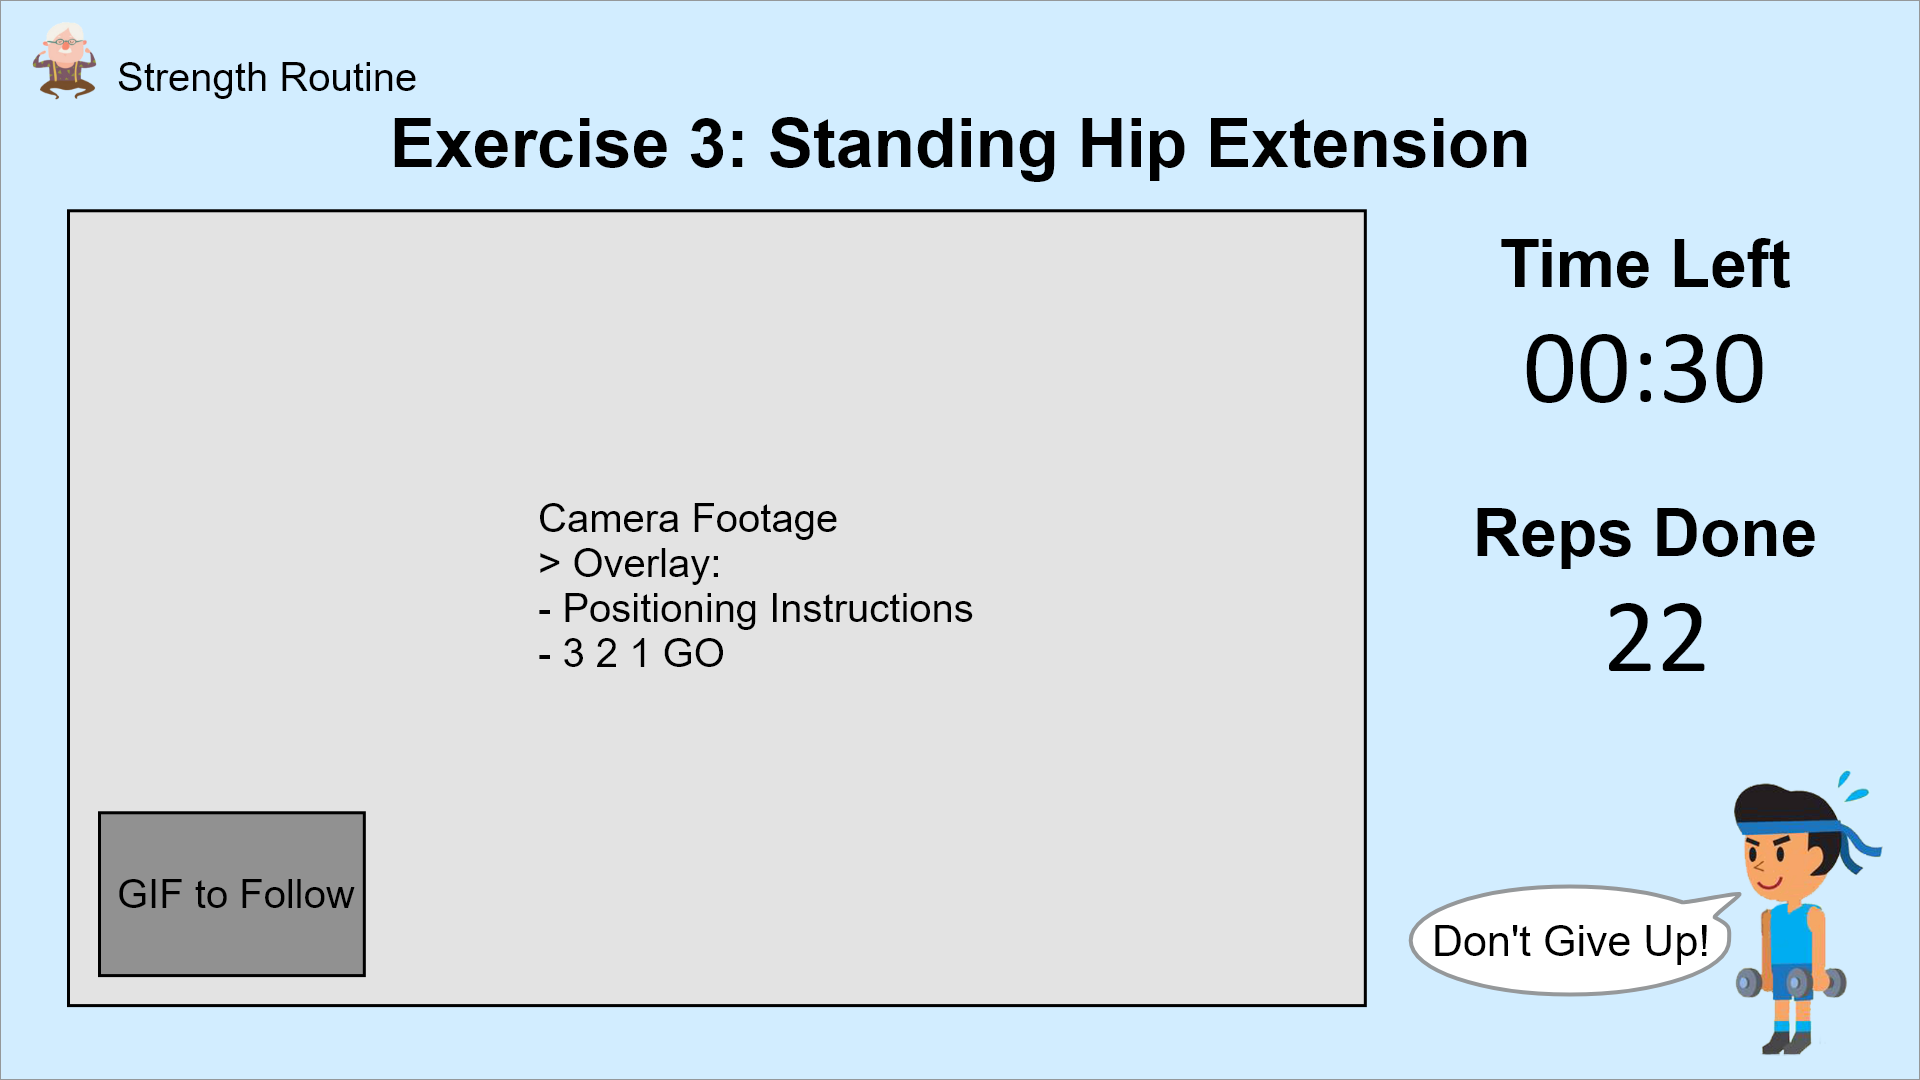 Strength Routine
Exercise 3: Standing Hip Extension
Time Left
00:30
Reps Done
22
Camera Footage
> Overlay:
- Positioning Instructions
- 3 2 1 GO
GIF to Follow
Don't Give Up!